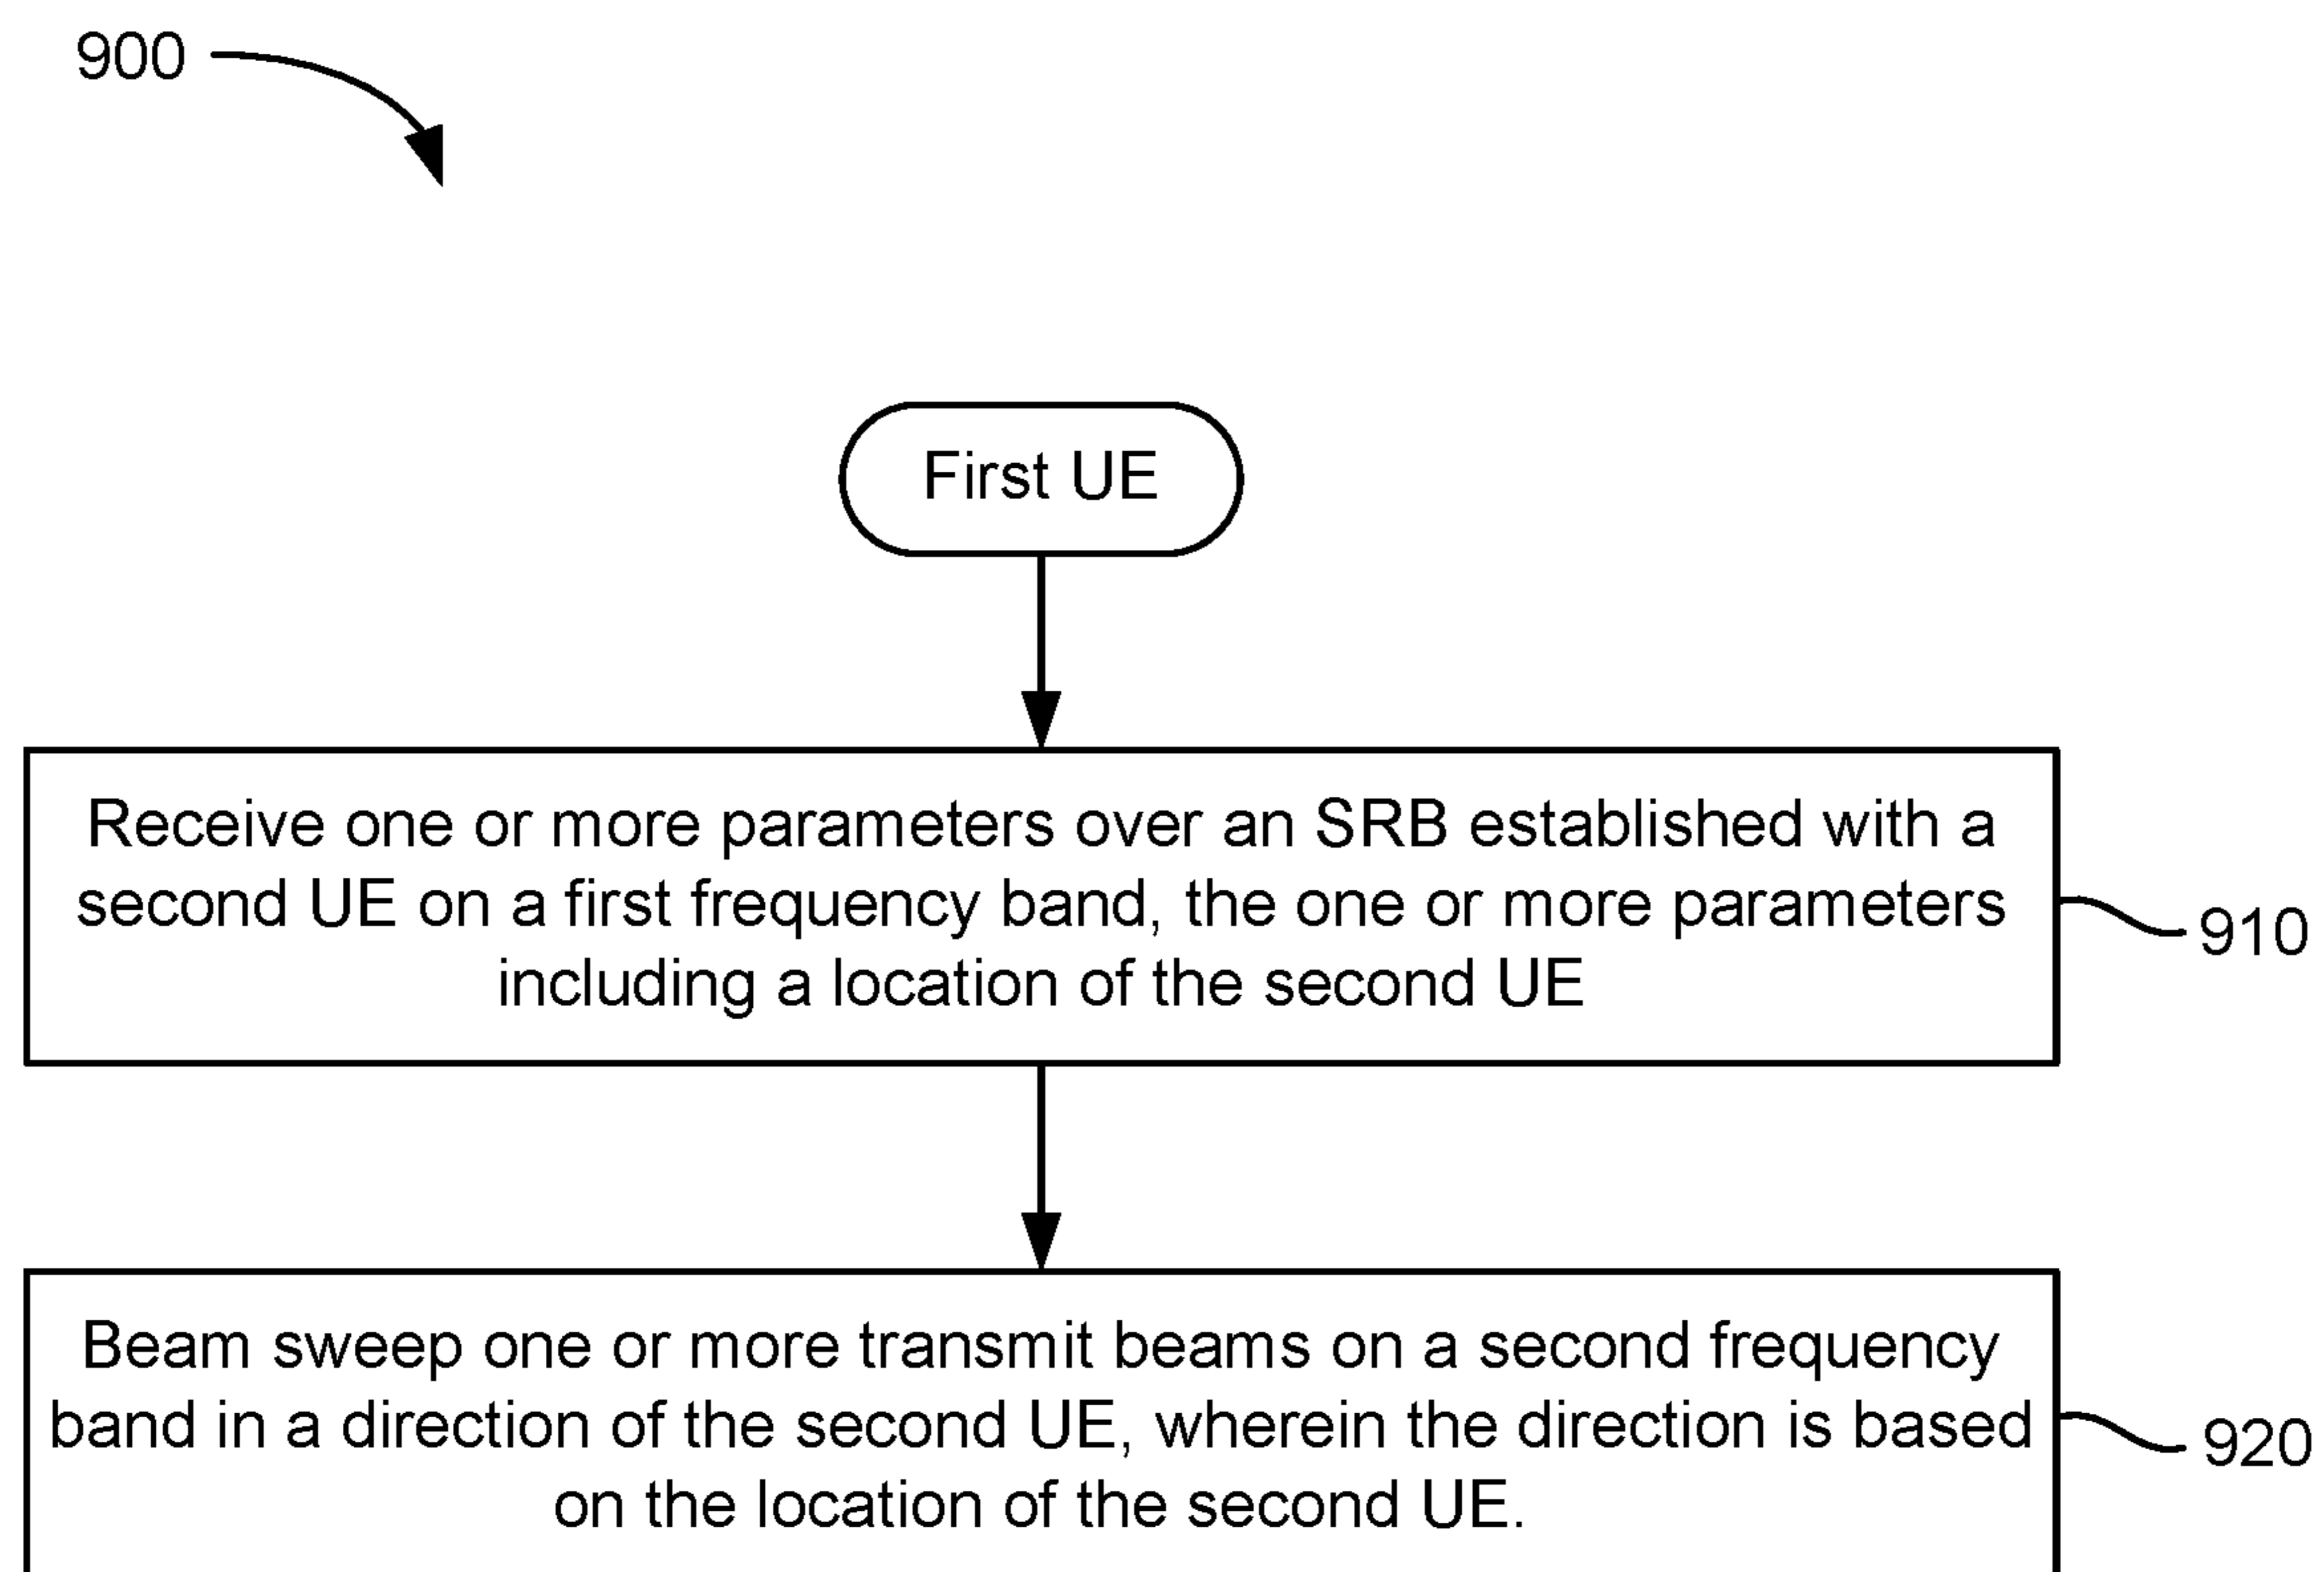 900
First UE
Receive one or more parameters over an SRB established with a
second UE on a first frequency band, the one or more parameters
including a location of the second UE
910
Beam sweep one or more transmit beams on a second frequency
band in a direction of the second UE, wherein the direction is based
on the location of the second UE.
920